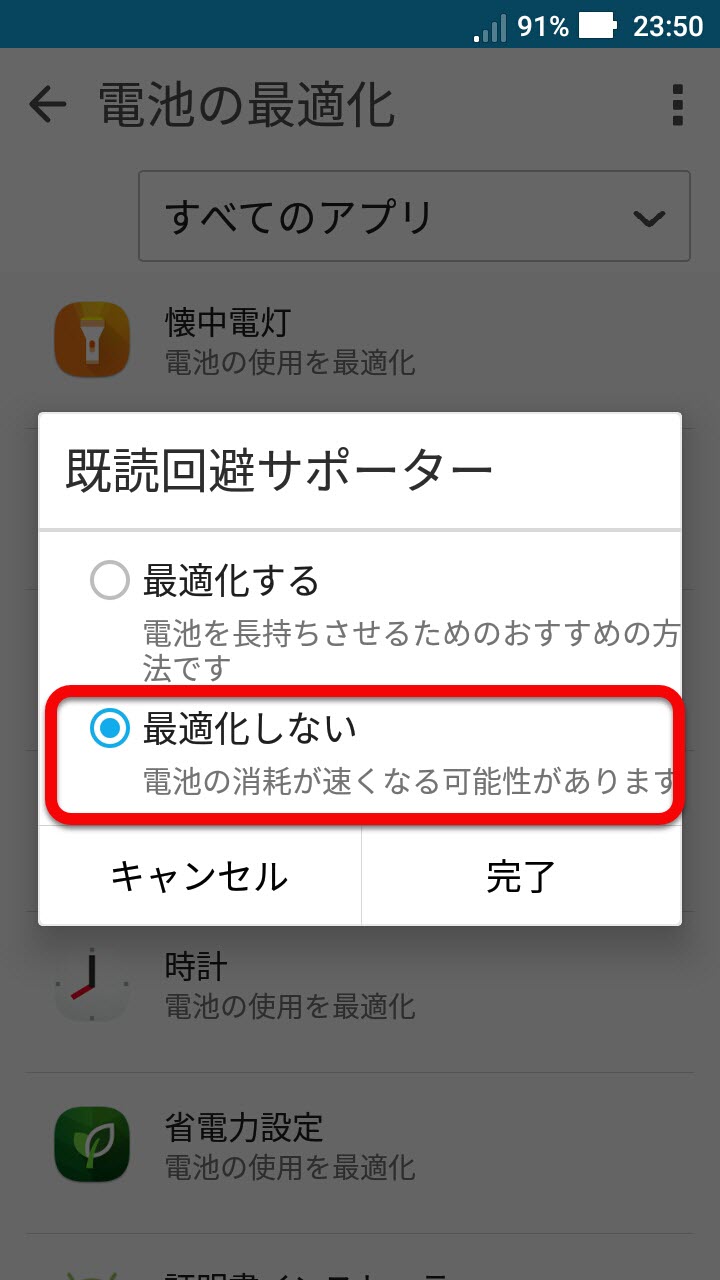 91% 23:50
電池の最適化
すべてのアプリ
懐中電灯
電池の使用を最適化
既読回避サポーター
最適化する
電池を長持ちさせるためのおすすめの方
法です
最適化しない
電池の消耗が速くなる可能性があります
キャンセル 完了
時計
電池の使用を最適化
省電力設定
電池の使用を最適化